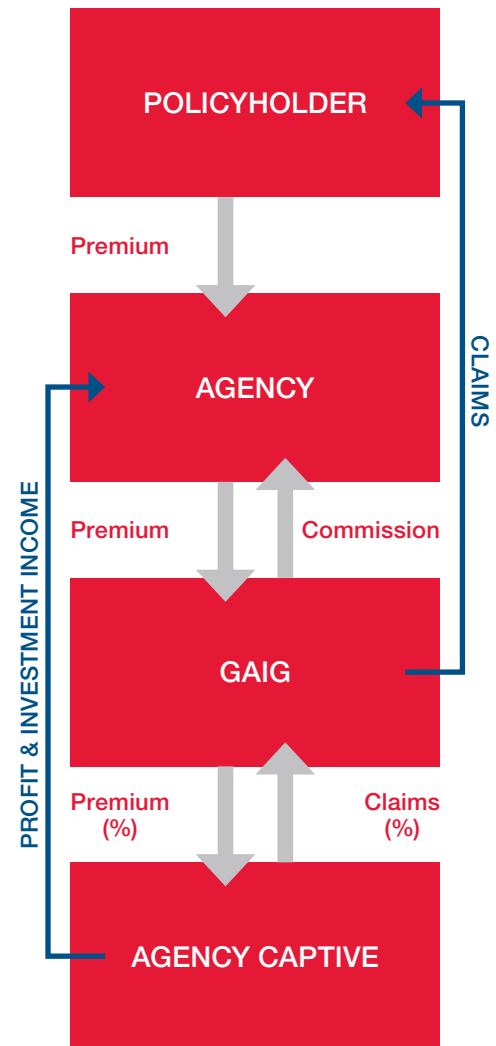 POLICYHOLDER
Premium
CLAIMS
AGENCY
Premium
Commission
PROFIT & INVESTMENT INCOME
GAIG
Premium
(%)
Claims
(%)
AGENCY CAPTIVE